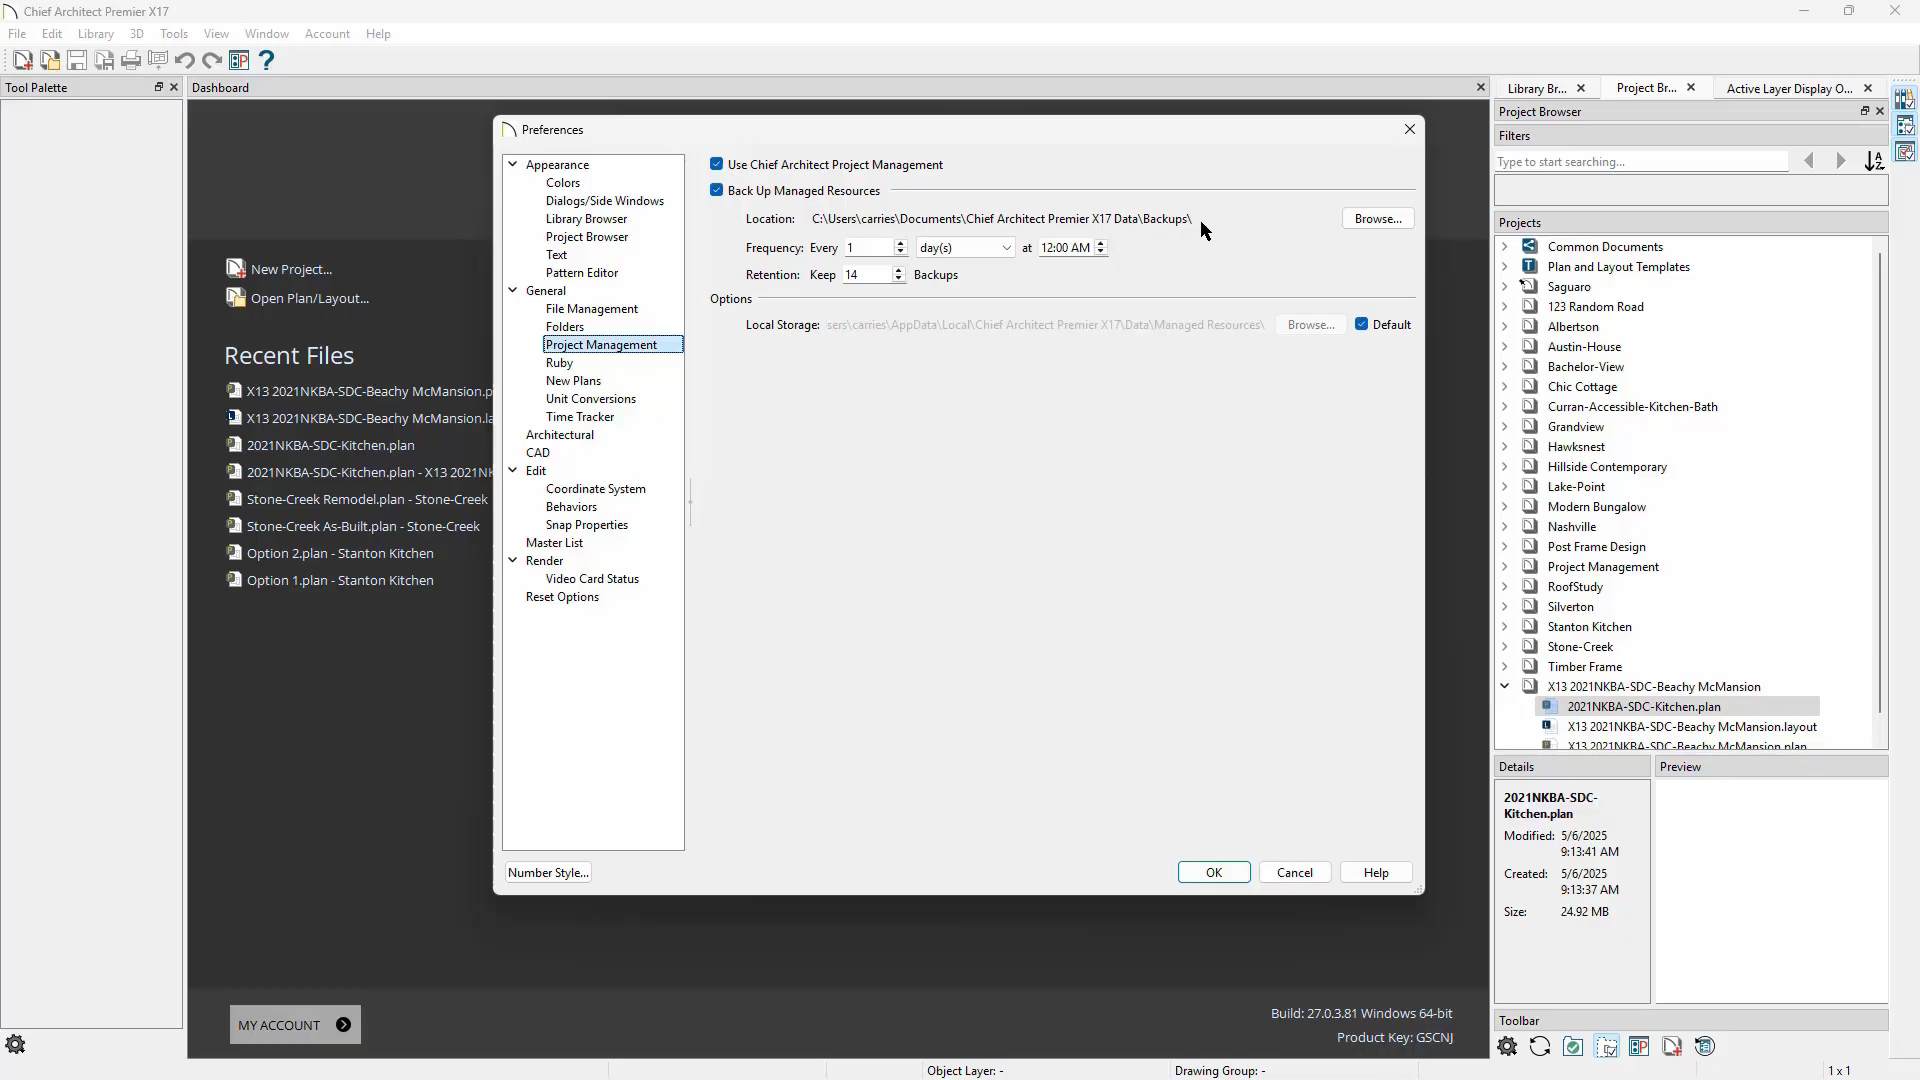 Chief Architect Premier X17
File Edit Library 3D Tools View Window Account Help
Tool Palette
Dashboard
New Project...
Open Plan/Layout...
Recent Files
X13 2021NKBA-SDC-Beachy McMansion.p
X13 2021NKBA-SDC-Beachy McMansion.la
2021NKBA-SDC-Kitchen.plan
2021NKBA-SDC-Kitchen.plan - X13 2021NK
Stone-Creek Remodel.plan - Stone-Creek
Stone-Creek As-Built.plan - Stone-Creek
Option 2.plan - Stanton Kitchen
Option 1.plan - Stanton Kitchen
MY ACCOUNT
Build: 27.0.3.81 Windows 64-bit
Product Key: GSCNJ
Preferences
Appearance
Colors
Dialogs/Side Windows
Library Browser
Project Browser
Text
Pattern Editor
General
File Management
Folders
Project Management
Ruby
New Plans
Unit Conversions
Time Tracker
Architectural
CAD
Edit
Coordinate System
Behaviors
Snap Properties
Master List
Render
Video Card Status
Reset Options
Use Chief Architect Project Management
Back Up Managed Resources
Location: C:\Users\carries\Documents\Chief Architect Premier X17 Data\Backups\ Browse...
Frequency: Every 1 day(s) at 12:00 AM
Retention: Keep 14 Backups
Options
Local Storage: sers\carries\AppData\Local\Chief Architect Premier X17\Data\Managed Resources\ Browse... Default
Number Style... OK Cancel Help
Library Br... Project Br... Active Layer Display O...
Project Browser
Filters
Type to start searching...
Projects
Common Documents
Plan and Layout Templates
Saguaro
123 Random Road
Albertson
Austin-House
Bachelor-View
Chic Cottage
Curran-Accessible-Kitchen-Bath
Grandview
Hawksnest
Hillside Contemporary
Lake-Point
Modern Bungalow
Nashville
Post Frame Design
Project Management
RoofStudy
Silverton
Stanton Kitchen
Stone-Creek
Timber Frame
X13 2021NKBA-SDC-Beachy McMansion
2021NKBA-SDC-Kitchen.plan
X13 2021NKBA-SDC-Beachy McMansion.layout
X13 2021NKBA-SDC-Beachy McMansion.plan
Details
Preview
2021NKBA-SDC-
Kitchen.plan
Modified: 5/6/2025
9:13:41 AM
Created: 5/6/2025
9:13:37 AM
Size: 24.92 MB
Toolbar
Object Layer: - Drawing Group: - 1 x 1